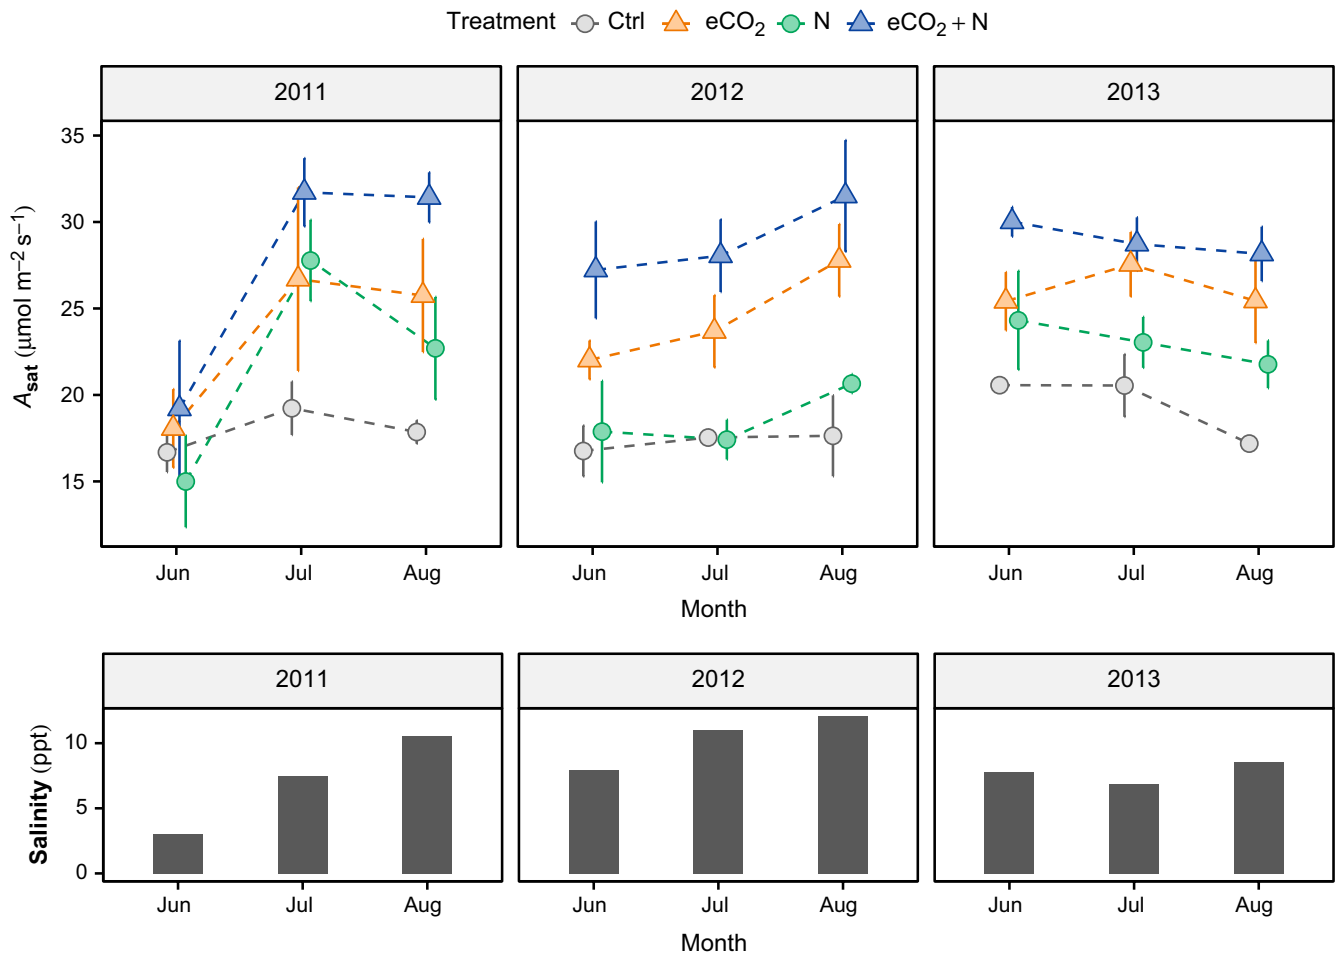 Treatment Ctrl eCO₂ N eCO₂ + N
2011 2012 2013
Asat (µmol m⁻² s⁻¹)
35
30
25
20
15
Jun Jul Aug Jun Jul Aug Jun Jul Aug
Month
2011 2012 2013
Salinity (ppt)
10
5
0
Jun Jul Aug Jun Jul Aug Jun Jul Aug
Month